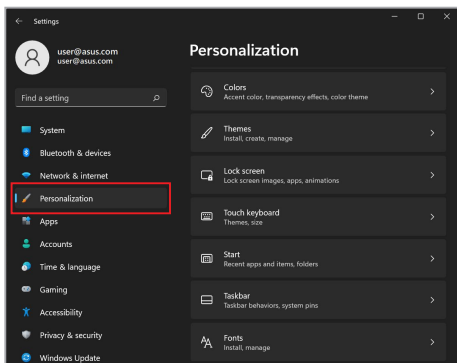 Settings
user@asus.com
user@asus.com
Find a setting
System
Bluetooth & devices
Network & internet
Personalization
Apps
Accounts
Time & language
Gaming
Accessibility
Privacy & security
Windows Update
Personalization
Colors
Accent color, transparency effects, color theme
Themes
Install, create, manage
Lock screen
Lock screen images, apps, animations
Touch keyboard
Themes, size
Start
Recent apps and items, folders
Taskbar
Taskbar behaviors, system pins
Fonts
Install, manage